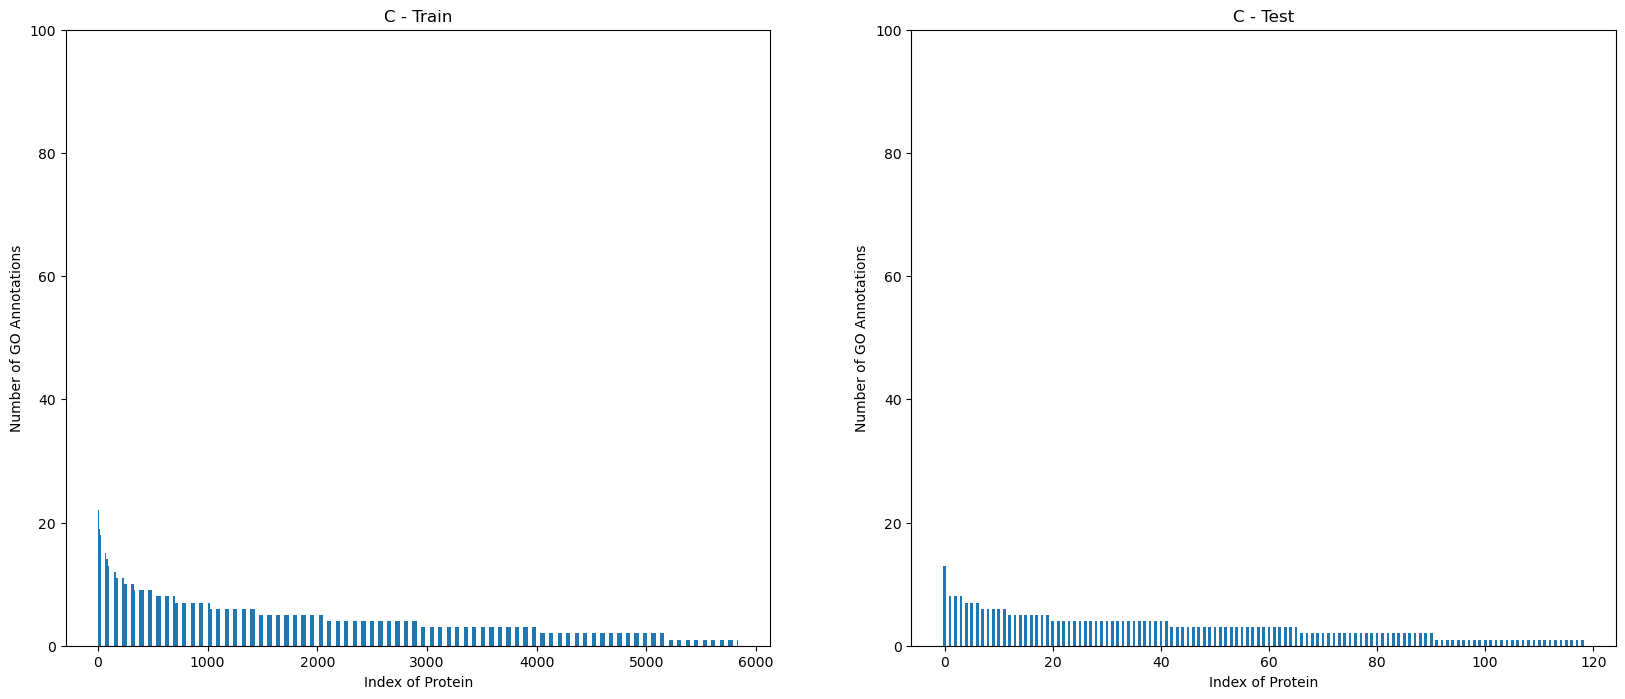 C - Train
Number of GO Annotations
100
80
60
40
20
0
0 1000 2000 3000 4000 5000 6000
Index of Protein
C - Test
Number of GO Annotations
100
80
60
40
20
0
0 20 40 60 80 100 120
Index of Protein